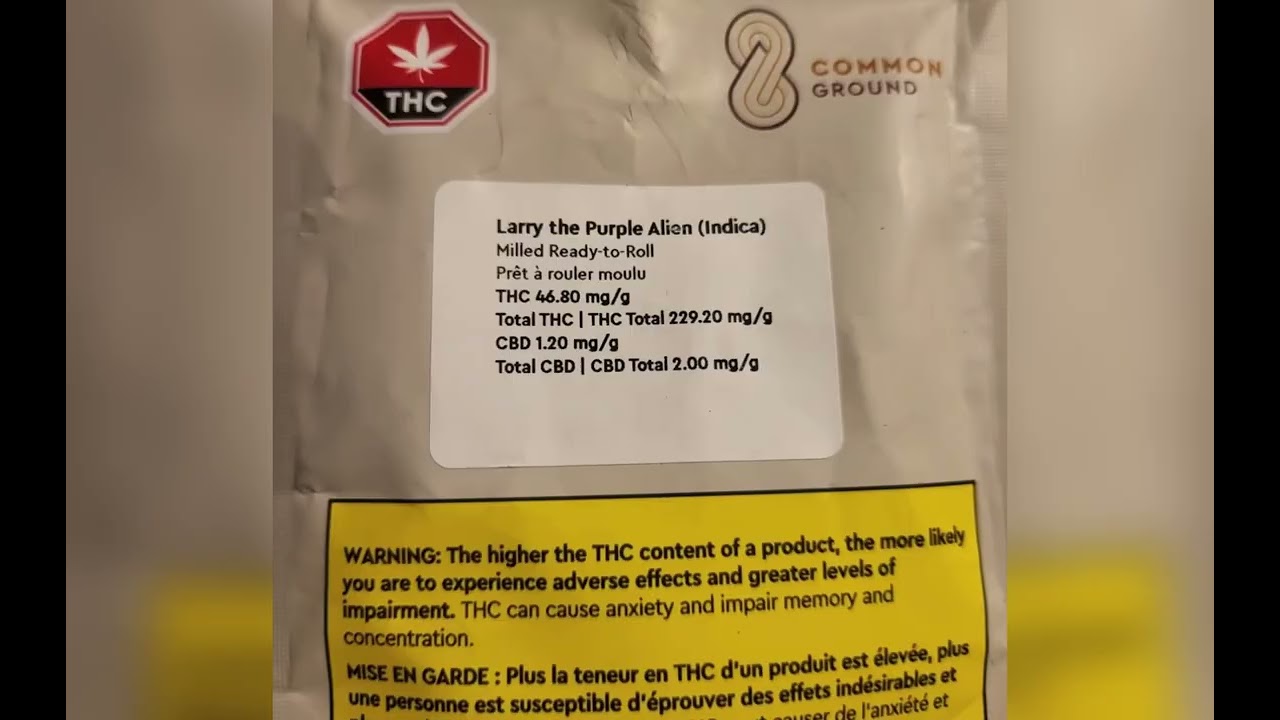 THC
COMMON
GROUND
Larry the Purple Alien (Indica)
Milled Ready-to-Roll
Prêt à rouler moulu
THC 46.80 mg/g
Total THC | THC Total 229.20 mg/g
CBD 1.20 mg/g
Total CBD | CBD Total 2.00 mg/g
WARNING: The higher the THC content of a product, the more likely
you are to experience adverse effects and greater levels of
impairment. THC can cause anxiety and impair memory and
concentration.
MISE EN GARDE : Plus la teneur en THC d'un produit est élevée, plus
une personne est susceptible d'éprouver des effets indésirables et
de l'anxiété et